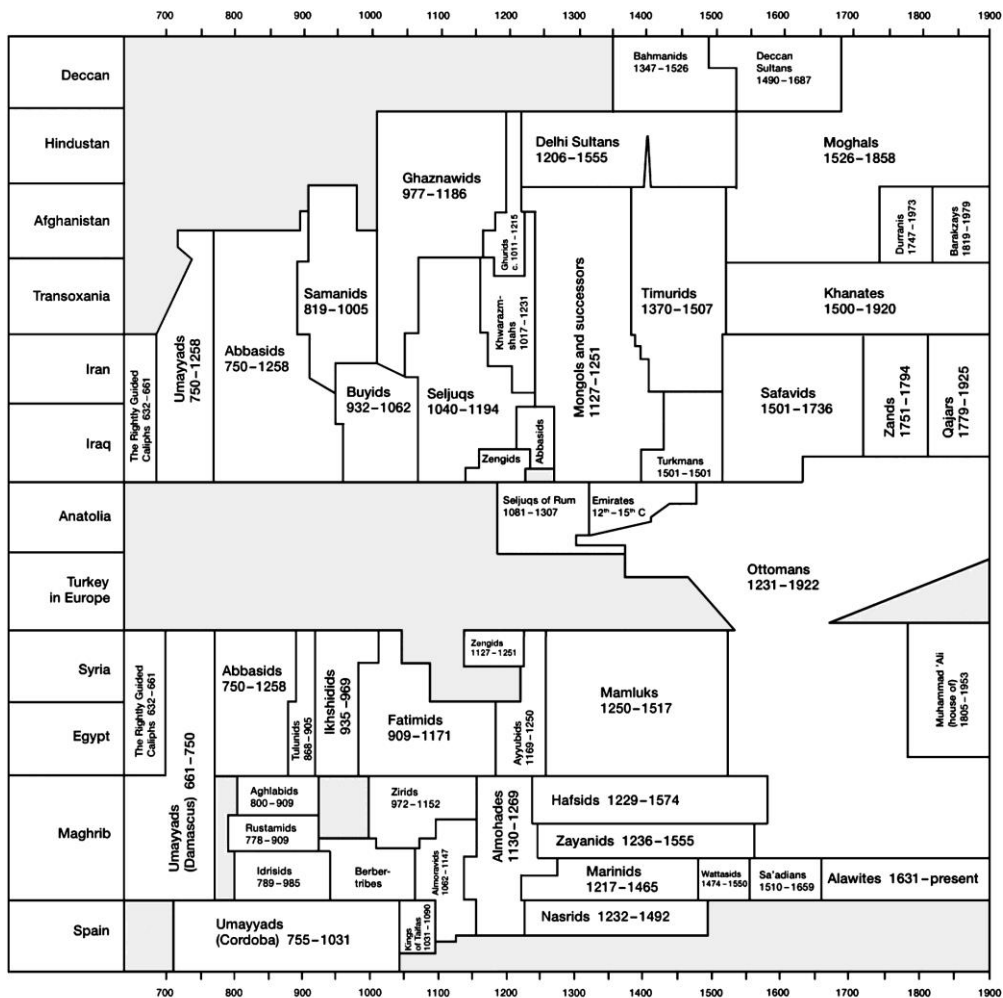 700 800 900 1000 1100 1200 1300 1400 1500 1600 1700 1800 1900
Deccan
Bahmanids
1347–1526
Deccan
Sultans
1490–1687
Hindustan
Ghaznawids
977–1186
Delhi Sultans
1206–1555
Moghals
1526–1858
Afghanistan
Ghurids
c. 1011–1215
Durranis
1747–1973
Barakzays
1819–1979
Transoxania
Samanids
819–1005
Khwarazm-
shahs
1017–1231
Mongols and successors
1127–1251
Timurids
1370–1507
Khanates
1500–1920
Iran
The Rightly Guided
Caliphs 632–661
Umayyads
750–1258
Abbasids
750–1258
Buyids
932–1062
Seljuqs
1040–1194
Safavids
1501–1736
Zands
1751–1794
Qajars
1779–1925
Iraq
Zengids
Abbasids
Turkmans
1501–1501
Anatolia
Seljuqs of Rum
1081–1307
Emirates
12th–15th C
Turkey
in Europe
Ottomans
1231–1922
Syria
The Rightly Guided
Caliphs 632–661
Umayyads
(Damascus) 661–750
Abbasids
750–1258
Tulunids
868–905
Ikhshidids
935–969
Zengids
1127–1251
Mamluks
1250–1517
Muhammad 'Ali
(house of)
1805–1953
Egypt
Fatimids
909–1171
Ayyubids
1169–1250
Maghrib
Aghlabids
800–909
Zirids
972–1152
Almohades
1130–1269
Hafsids 1229–1574
Rustamids
778–909
Zayanids 1236–1555
Idrisids
789–985
Berber-
tribes
Almoravids
1062–1147
Marinids
1217–1465
Wattasids
1474–1550
Sa'adians
1510–1659
Alawites 1631–present
Spain
Umayyads
(Cordoba) 755–1031
Kings
of Taifas
1031–1090
Nasrids 1232–1492
700 800 900 1000 1100 1200 1300 1400 1500 1600 1700 1800 1900